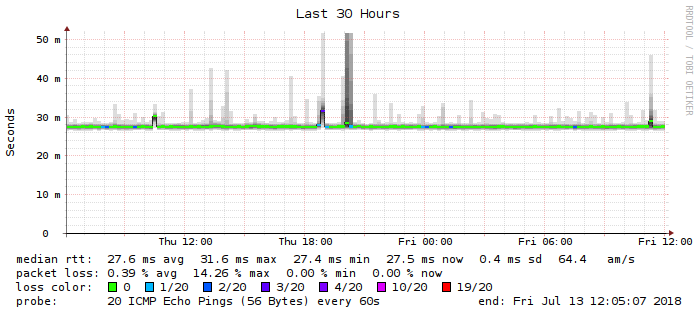 Last 30 Hours
RRDTOOL / TOBI OETIKER
Seconds
50 m
40 m
30 m
20 m
10 m
0
Thu 12:00 Thu 18:00 Fri 00:00 Fri 06:00 Fri 12:00
median rtt: 27.6 ms avg 31.6 ms max 27.4 ms min 27.5 ms now 0.4 ms sd 64.4 am/s
packet loss: 0.39 % avg 14.26 % max 0.00 % min 0.00 % now
loss color: 0 1/20 2/20 3/20 4/20 10/20 19/20
probe: 20 ICMP Echo Pings (56 Bytes) every 60s end: Fri Jul 13 12:05:07 2018